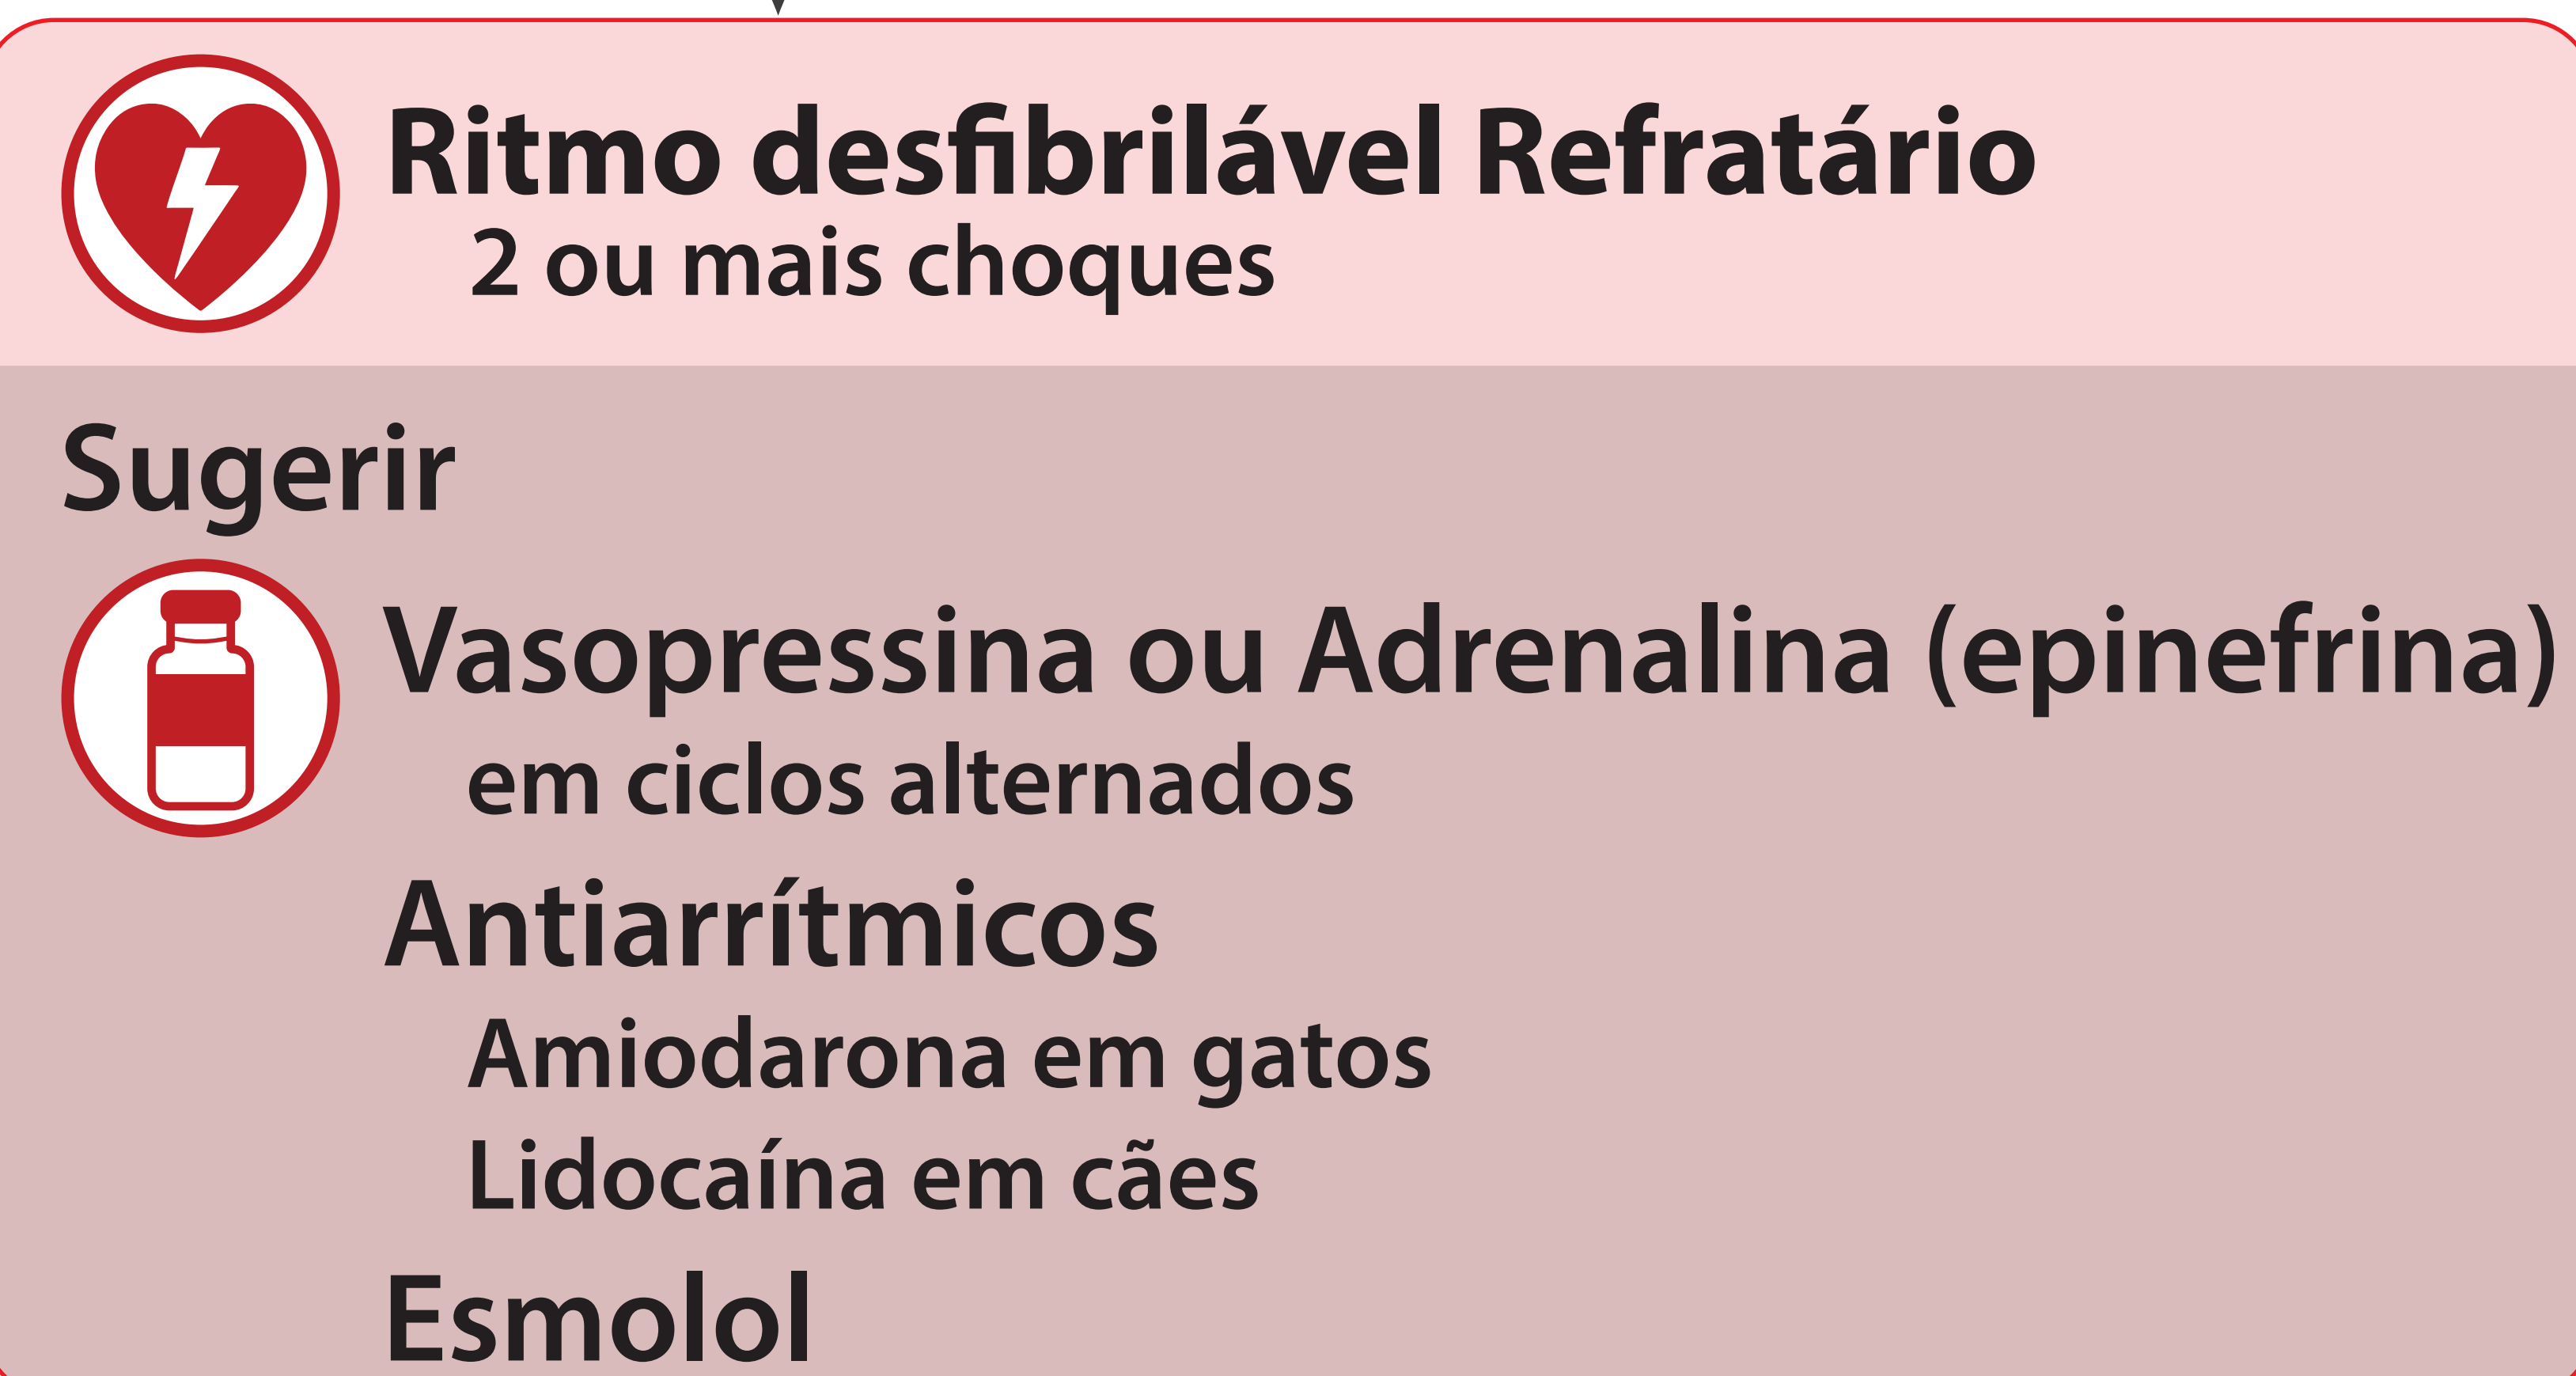 Ritmo desfibrilável Refratário
2 ou mais choques
Sugerir
Vasopressina ou Adrenalina (epinefrina)
em ciclos alternados
Antiarrítmicos
Amiodarona em gatos
Lidocaína em cães
Esmolol